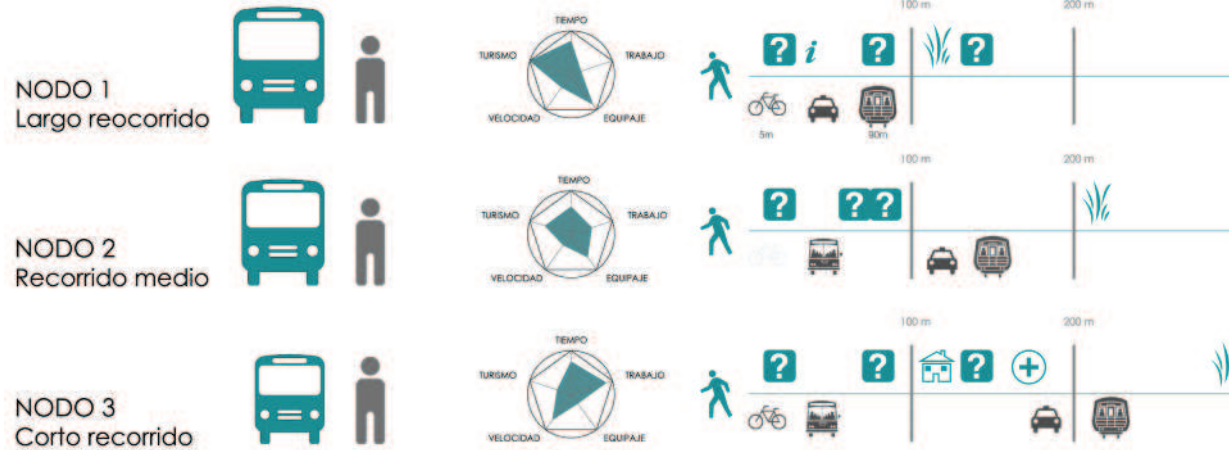 100 m
200 m
NODO 1
Largo reocorrido
TIEMPO
TURISMO
TRABAJO
VELOCIDAD
EQUIPAJE
?
i
?
?
5m
90m
100 m
200 m
NODO 2
Recorrido medio
TIEMPO
TURISMO
TRABAJO
VELOCIDAD
EQUIPAJE
?
?
?
100 m
200 m
NODO 3
Corto recorrido
TIEMPO
TURISMO
TRABAJO
VELOCIDAD
EQUIPAJE
?
?
?